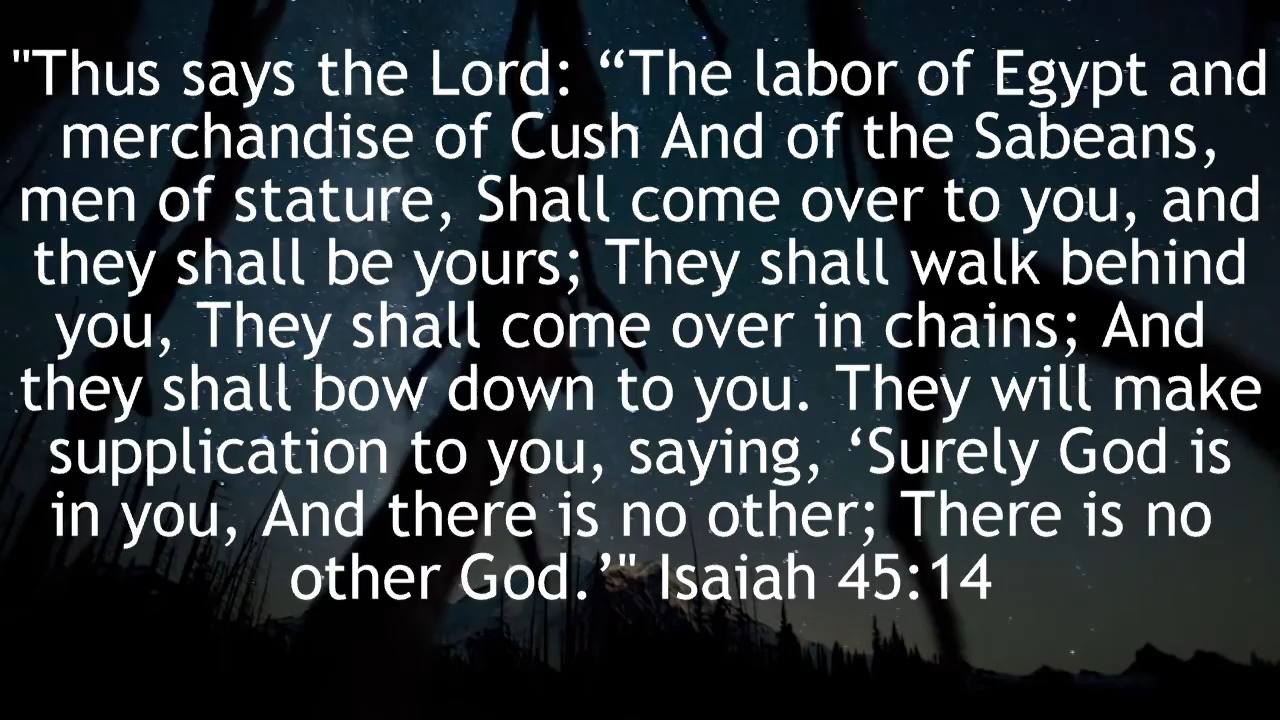 "Thus says the Lord: “The labor of Egypt and
merchandise of Cush And of the Sabeans,
men of stature, Shall come over to you, and
they shall be yours; They shall walk behind
you, They shall come over in chains; And
they shall bow down to you. They will make
supplication to you, saying, ‘Surely God is
in you, And there is no other; There is no
other God.’" Isaiah 45:14